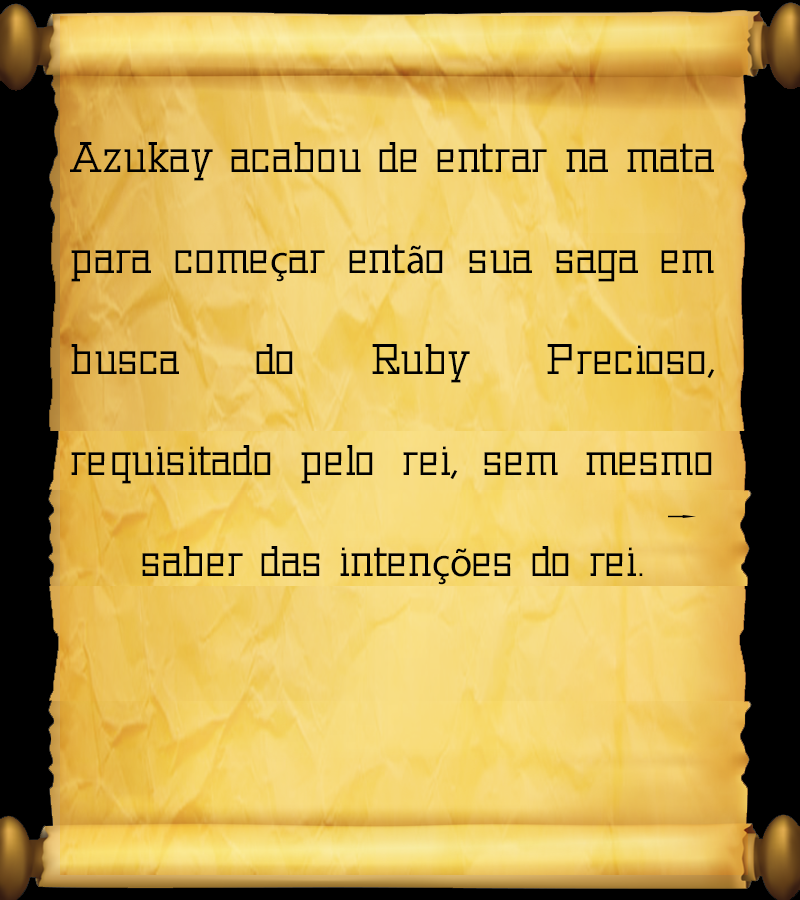 Azukay acabou de entrar na mata
para começar então sua saga em
busca do Ruby Precioso,
requisitado pelo rei, sem mesmo
saber das intenções do rei.